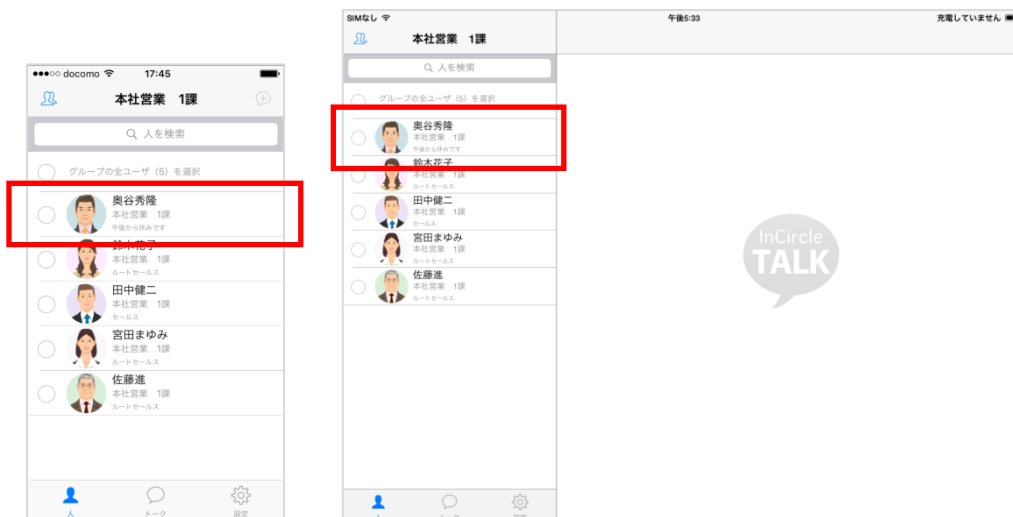 ●●●○○ docomo 17:45
本社営業 1課
人を検索
グループの全ユーザ（5）を選択
奥谷秀隆
本社営業 1課
午後から休みです
鈴木花子
本社営業 1課
ルートセールス
田中健二
本社営業 1課
セールス
宮田まゆみ
本社営業 1課
ルートセールス
佐藤進
本社営業 1課
ルートセールス
人 トーク 設定
SIMなし 午後5:33 充電していません
本社営業 1課
人を検索
グループの全ユーザ（5）を選択
奥谷秀隆
本社営業 1課
午後から休みです
鈴木花子
本社営業 1課
ルートセールス
田中健二
本社営業 1課
セールス
宮田まゆみ
本社営業 1課
ルートセールス
佐藤進
本社営業 1課
ルートセールス
InCircle
TALK